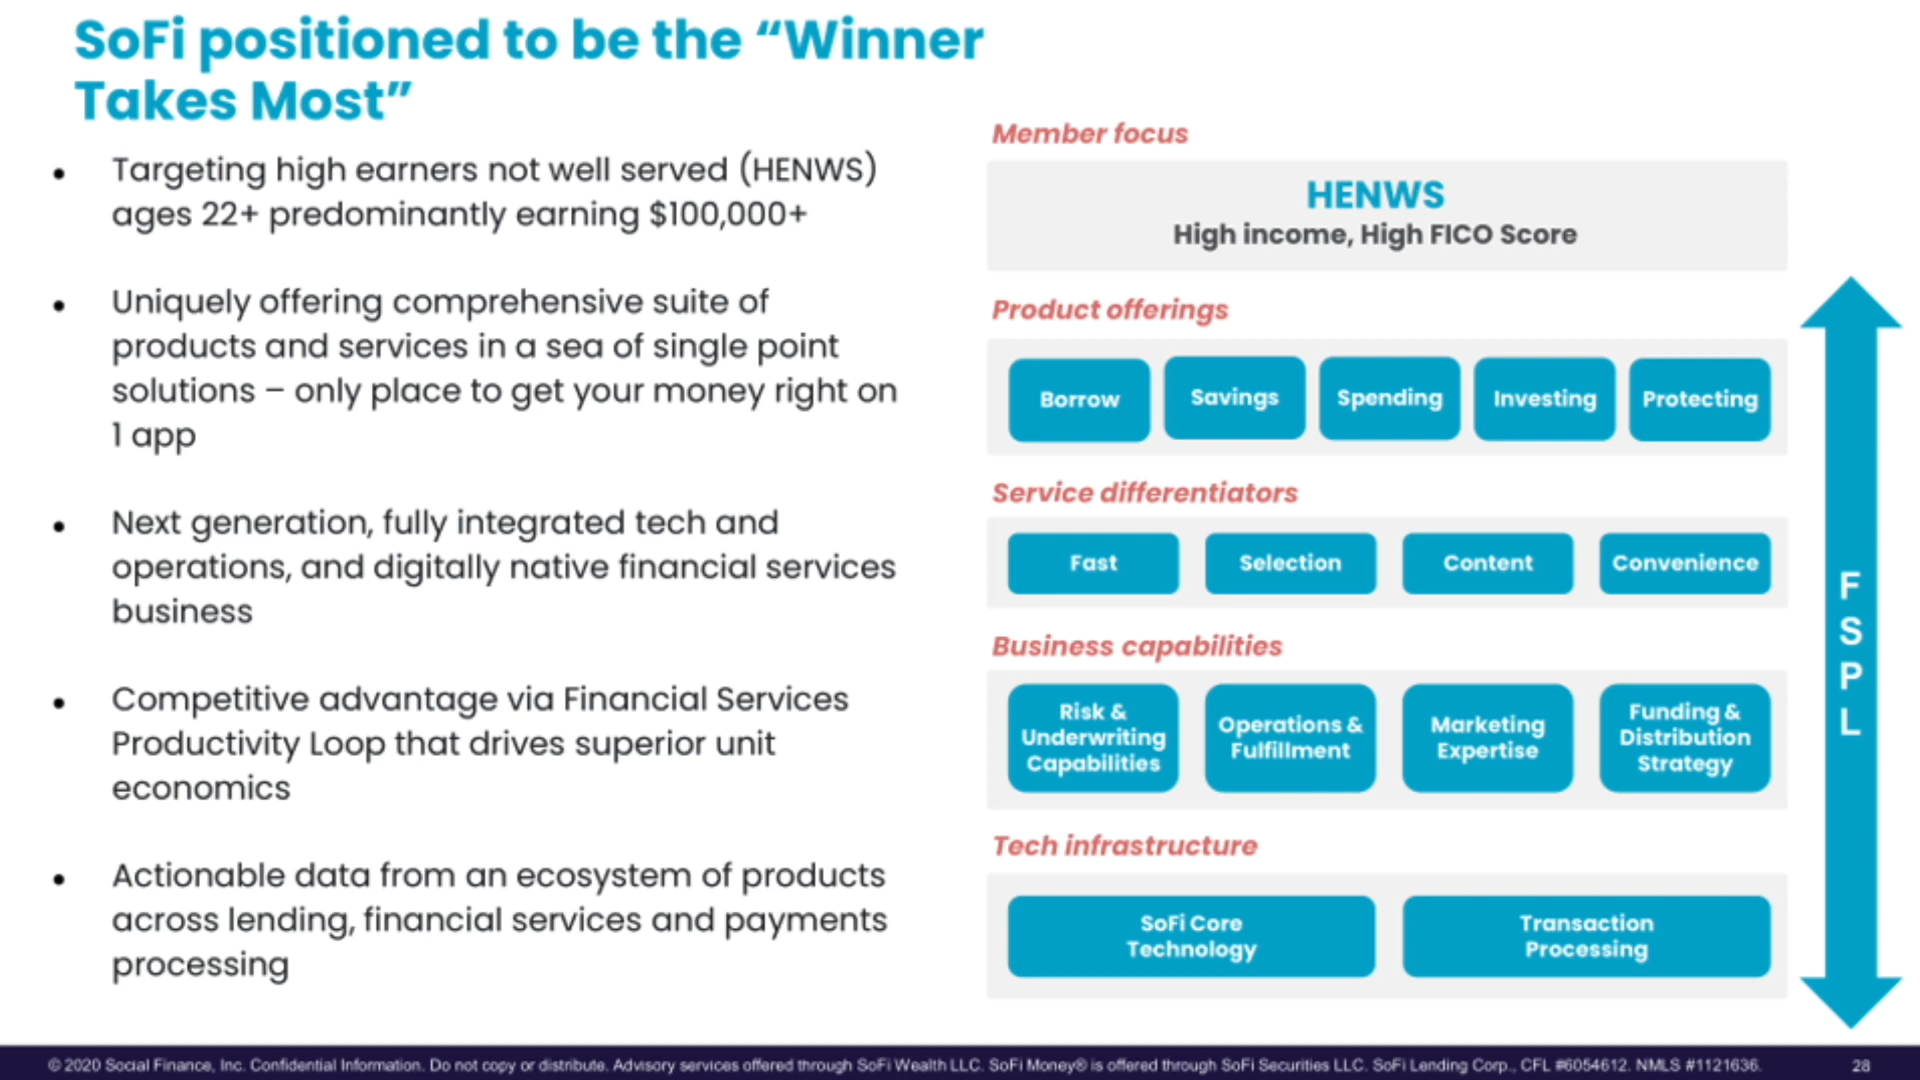 SoFi positioned to be the “Winner
Takes Most”
• Targeting high earners not well served (HENWS)
ages 22+ predominantly earning $100,000+
• Uniquely offering comprehensive suite of
products and services in a sea of single point
solutions – only place to get your money right on
1 app
• Next generation, fully integrated tech and
operations, and digitally native financial services
business
• Competitive advantage via Financial Services
Productivity Loop that drives superior unit
economics
• Actionable data from an ecosystem of products
across lending, financial services and payments
processing
Member focus
HENWS
High income, High FICO Score
Product offerings
Borrow
Savings
Spending
Investing
Protecting
Service differentiators
Fast
Selection
Content
Convenience
Business capabilities
Risk &
Underwriting
Capabilities
Operations &
Fulfillment
Marketing
Expertise
Funding &
Distribution
Strategy
Tech infrastructure
SoFi Core
Technology
Transaction
Processing
F
S
P
L
© 2020 Social Finance, Inc. Confidential Information. Do not copy or distribute. Advisory services offered through SoFi Wealth LLC. SoFi Money® is offered through SoFi Securities LLC. SoFi Lending Corp., CFL #6054612. NMLS #1121636.
28